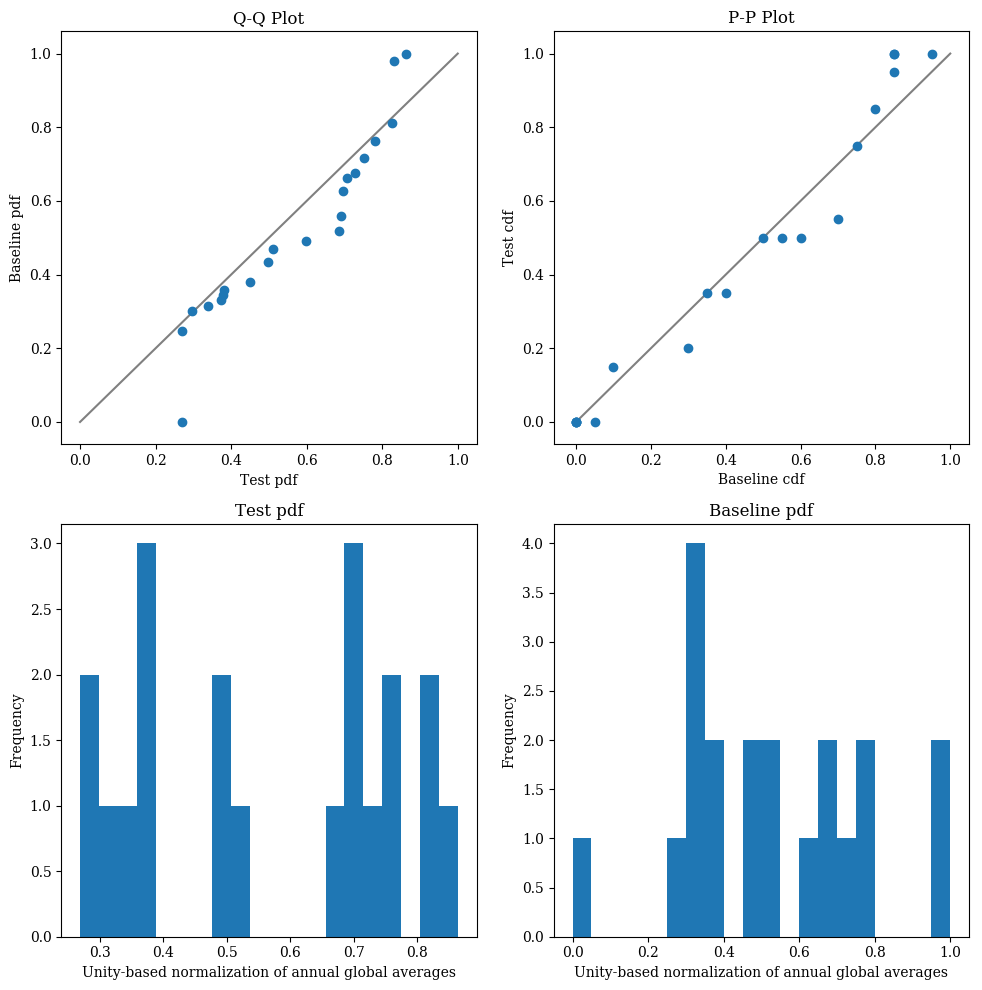 Q-Q Plot
Baseline pdf
1.0
0.8
0.6
0.4
0.2
0.0
0.0 0.2 0.4 0.6 0.8 1.0
Test pdf
P-P Plot
Test cdf
1.0
0.8
0.6
0.4
0.2
0.0
0.0 0.2 0.4 0.6 0.8 1.0
Baseline cdf
Test pdf
Frequency
3.0
2.5
2.0
1.5
1.0
0.5
0.0
0.3 0.4 0.5 0.6 0.7 0.8
Unity-based normalization of annual global averages
Baseline pdf
Frequency
4.0
3.5
3.0
2.5
2.0
1.5
1.0
0.5
0.0
0.0 0.2 0.4 0.6 0.8 1.0
Unity-based normalization of annual global averages